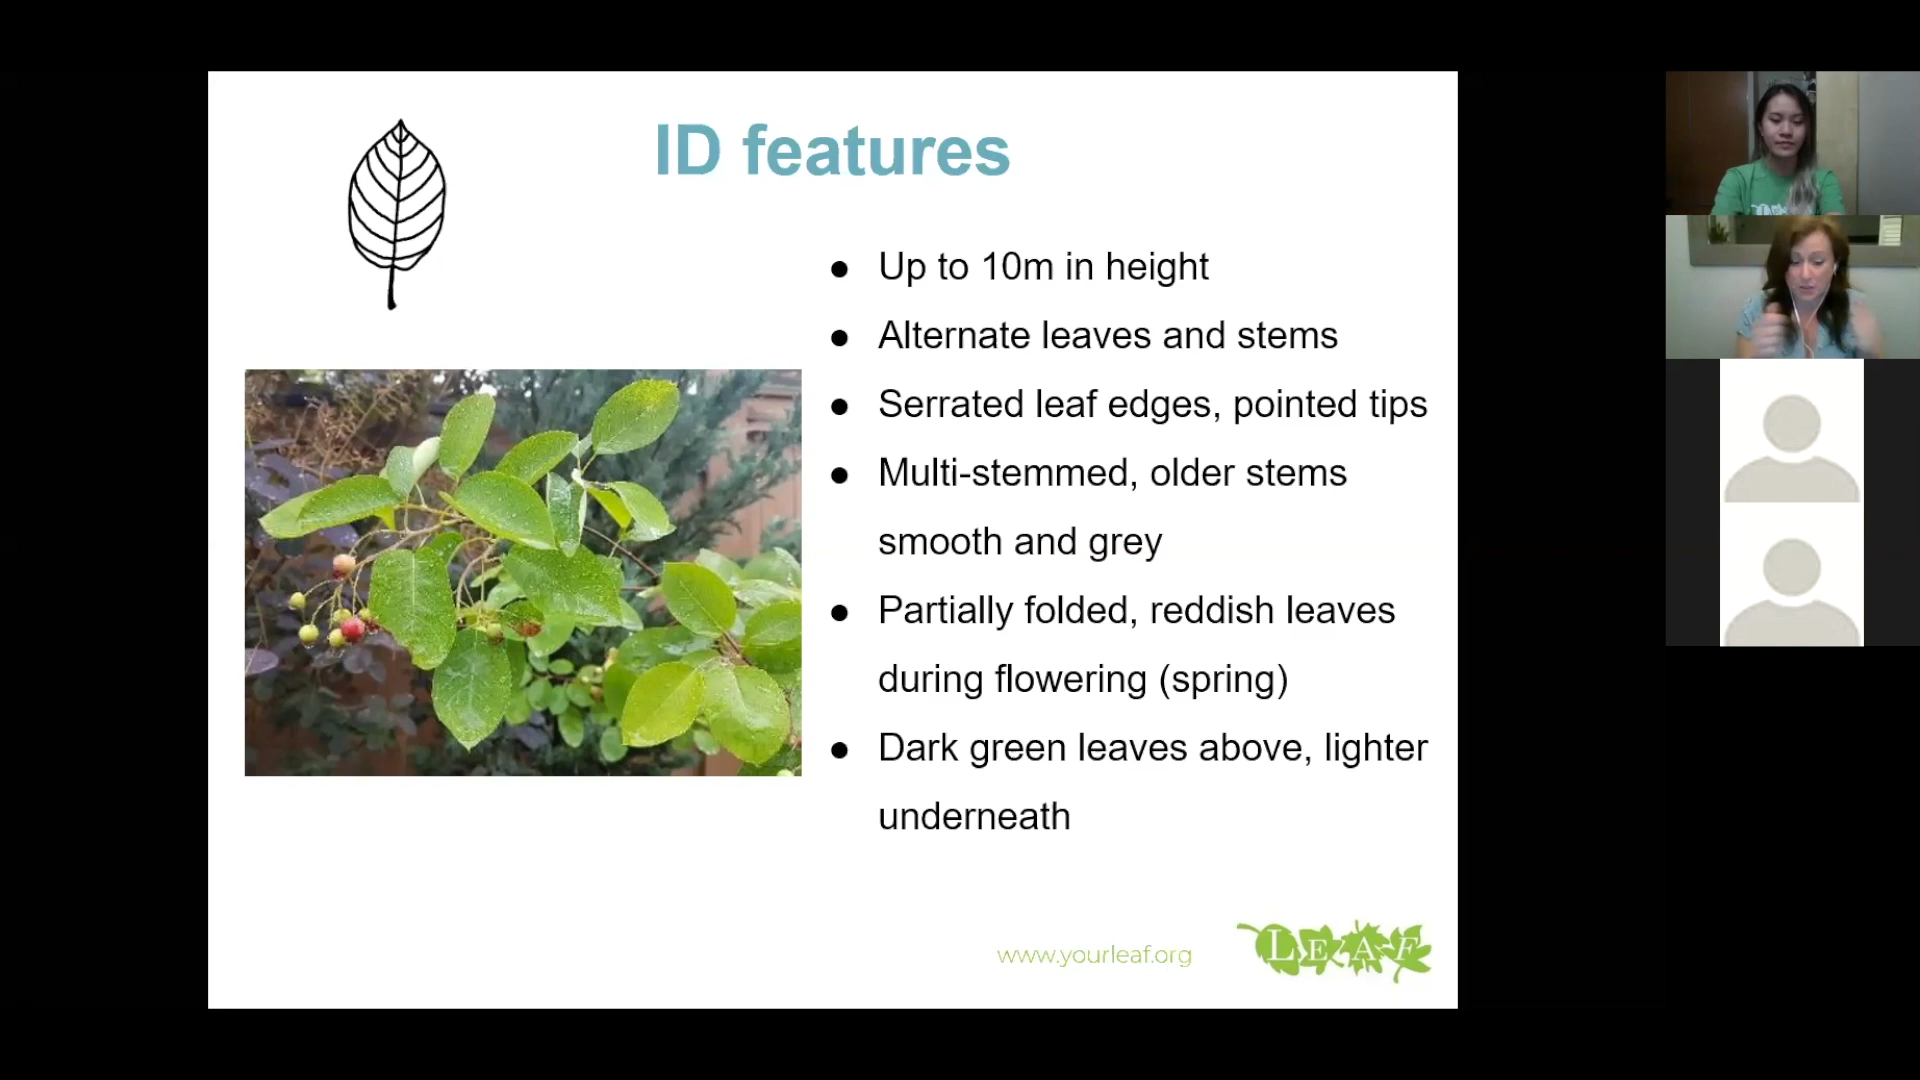 ID features
● Up to 10m in height
● Alternate leaves and stems
● Serrated leaf edges, pointed tips
● Multi-stemmed, older stems
smooth and grey
● Partially folded, reddish leaves
during flowering (spring)
● Dark green leaves above, lighter
underneath
www.yourleaf.org
LEAF